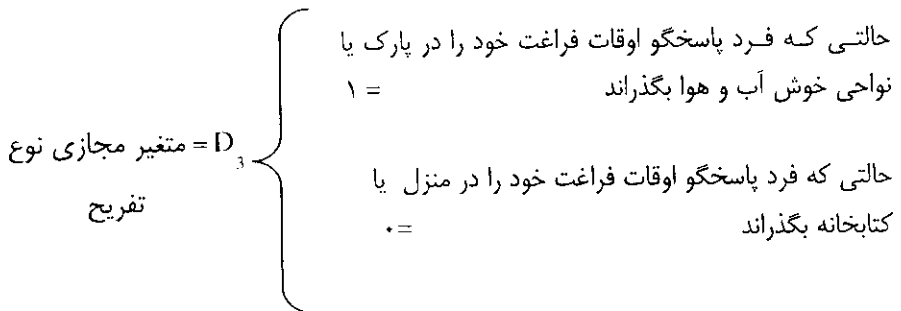 حالتی که فرد پاسخگو اوقات فراغت خود را در پارک یا
نواحی خوش آب و هوا بگذراند = ۱
D3 = متغیر مجازی نوع
تفریح
حالتی که فرد پاسخگو اوقات فراغت خود را در منزل یا
کتابخانه بگذراند =۰